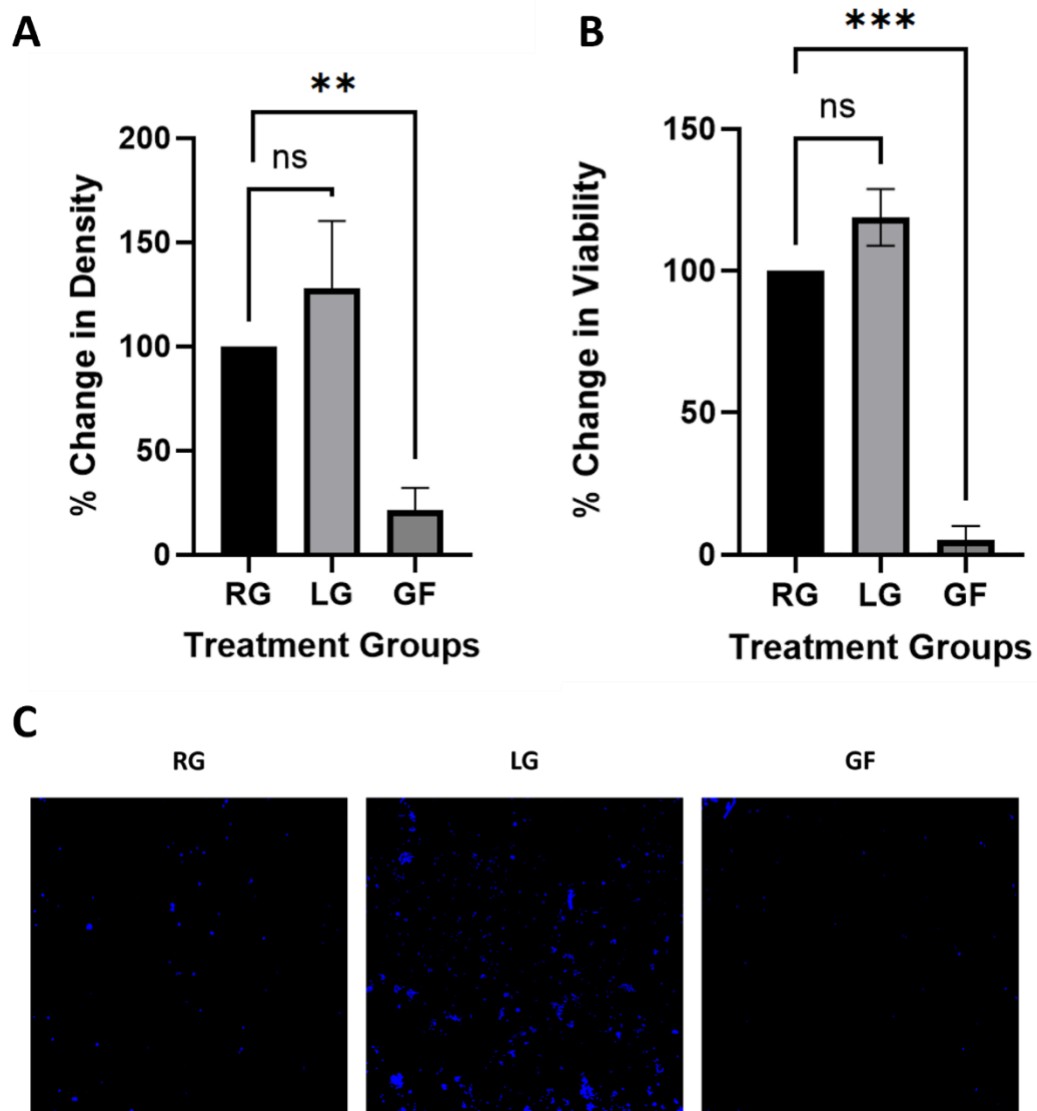 A
**
200
ns
150
100
50
0
% Change in Density
RG LG GF
Treatment Groups
B
***
150
ns
100
50
0
% Change in Viability
RG LG GF
Treatment Groups
C
RG LG GF